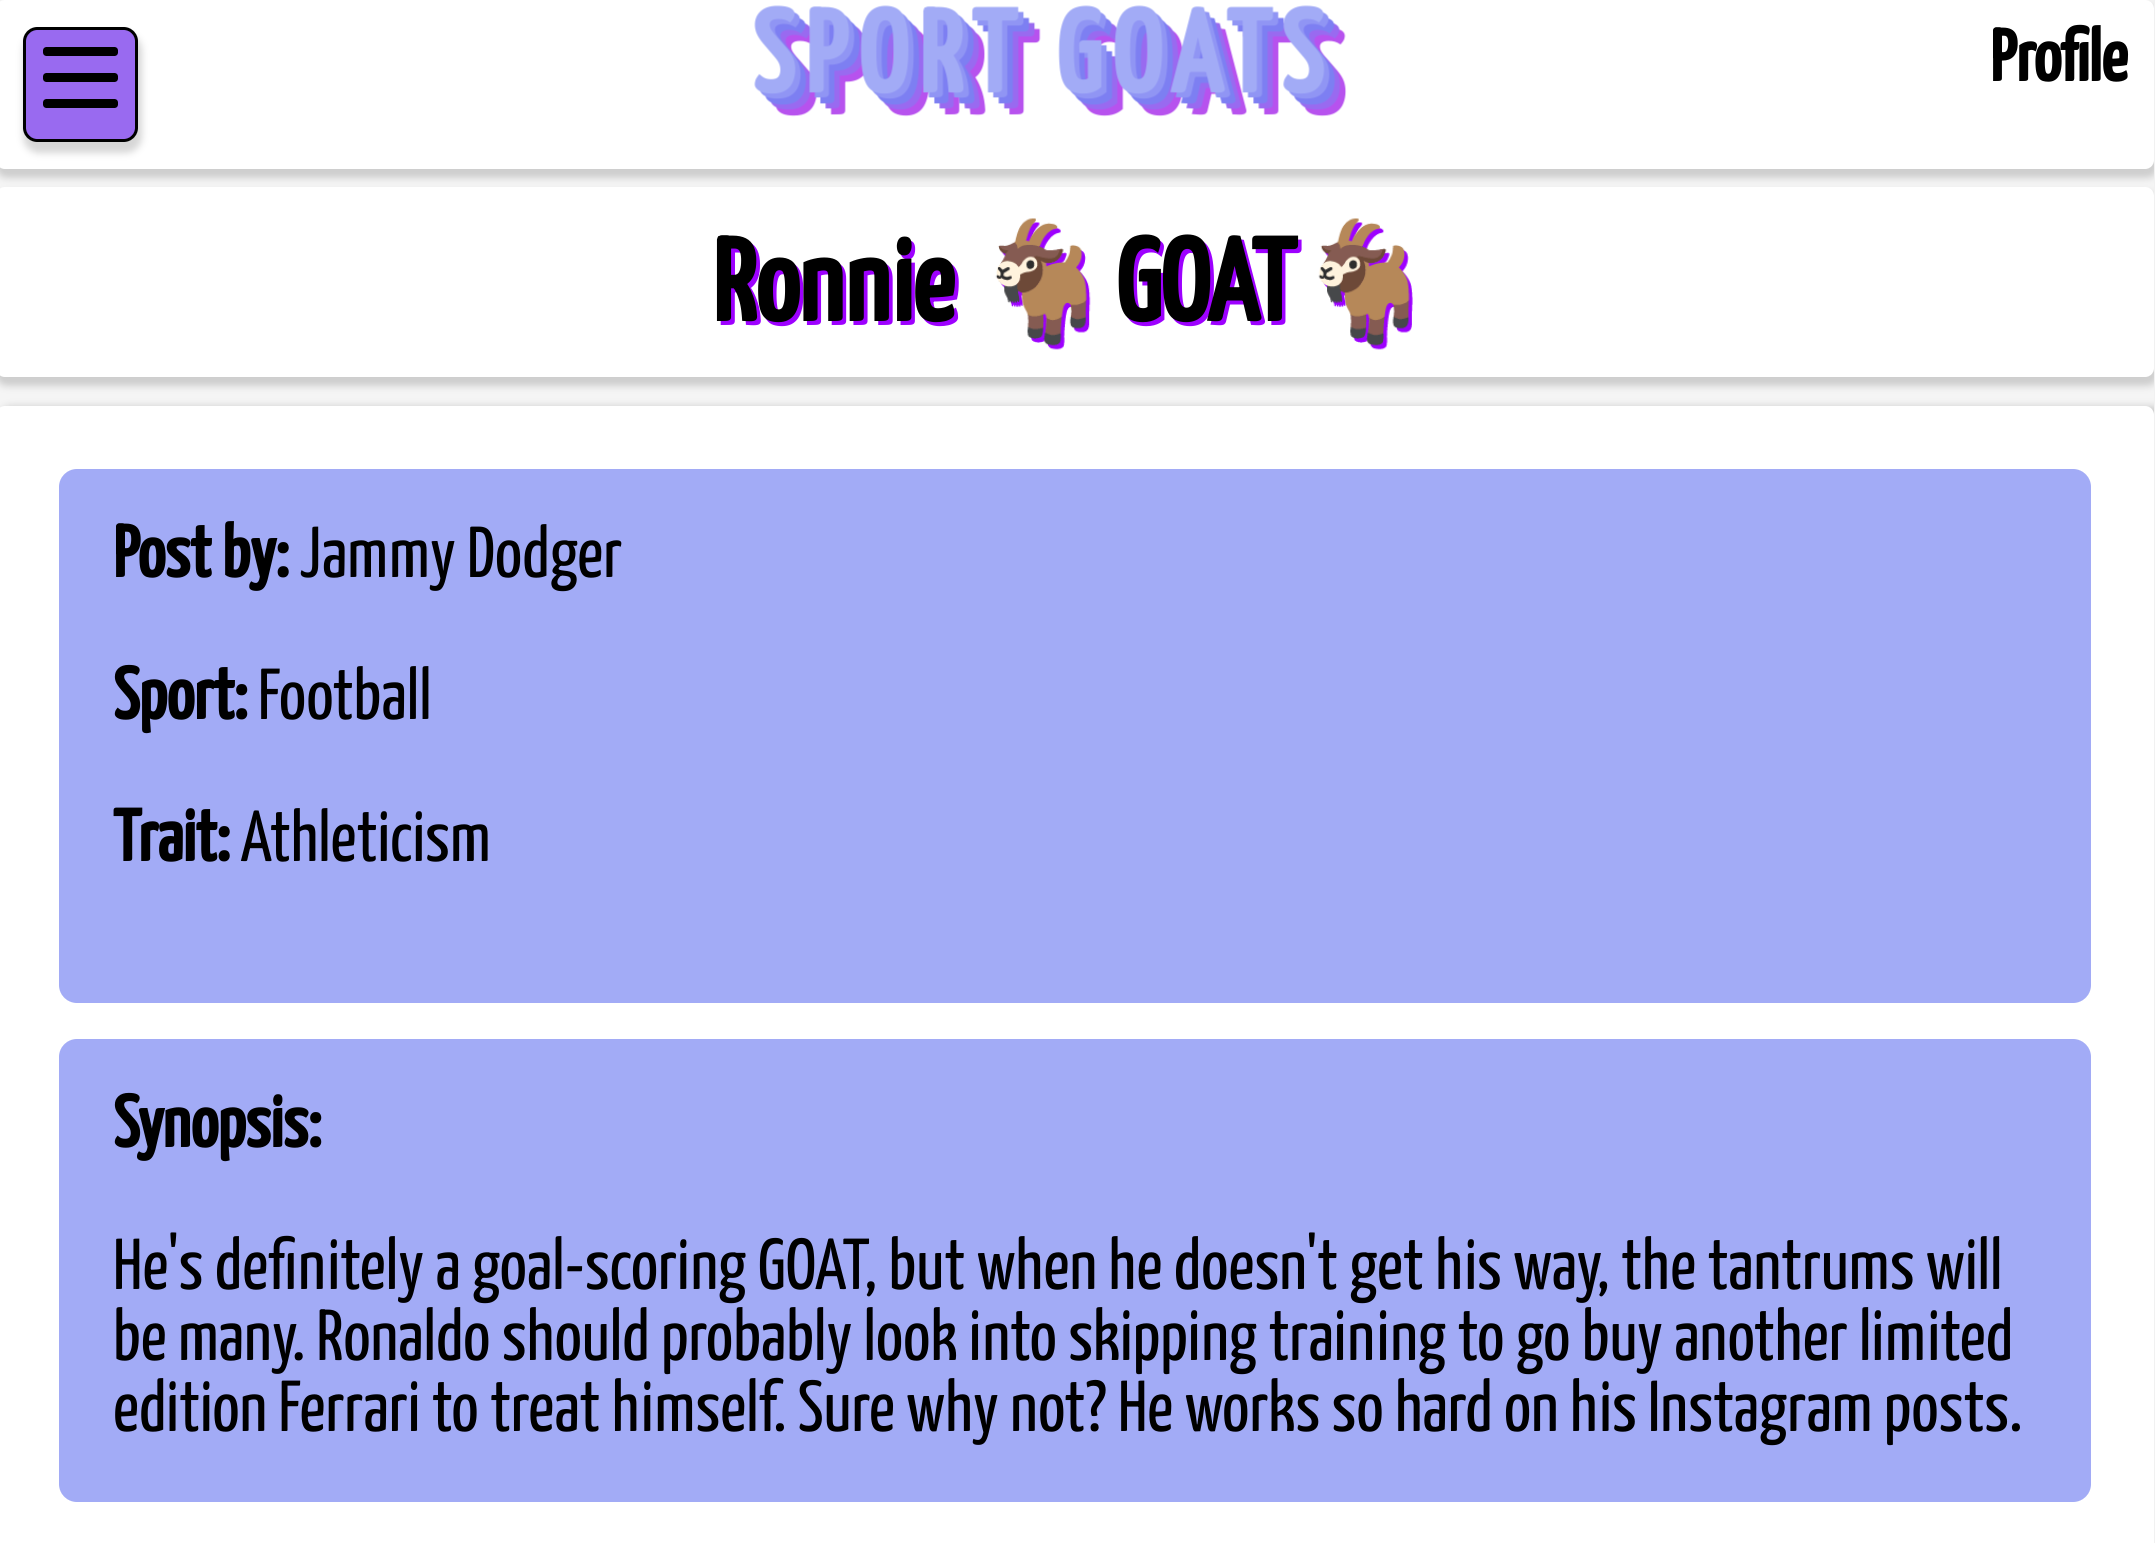 SPORT GOATS
Profile
Ronnie 🐐 GOAT 🐐
Post by: Jammy Dodger
Sport: Football
Trait: Athleticism
Synopsis:
He's definitely a goal-scoring GOAT, but when he doesn't get his way, the tantrums will
be many. Ronaldo should probably look into skipping training to go buy another limited
edition Ferrari to treat himself. Sure why not? He works so hard on his Instagram posts.